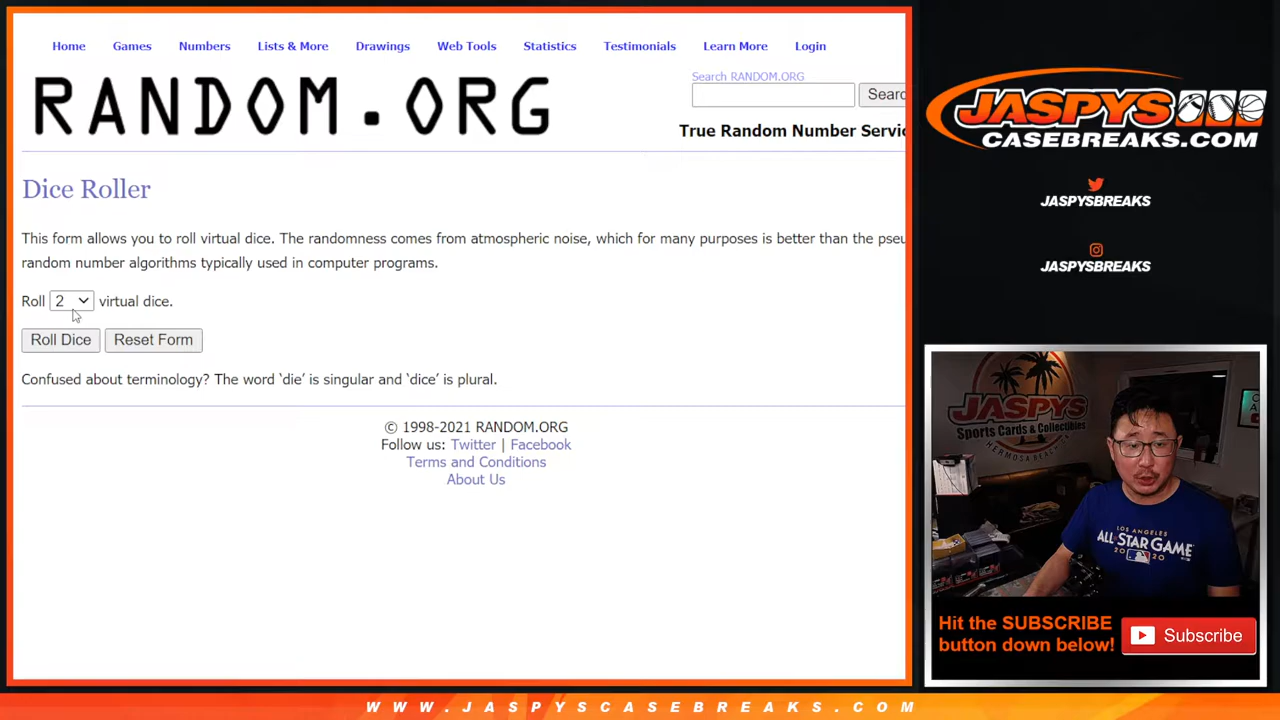 Home Games Numbers Lists & More Drawings Web Tools Statistics Testimonials Learn More Login
RANDOM.ORG
Search RANDOM.ORG
Searc
True Random Number Servic
Dice Roller
This form allows you to roll virtual dice. The randomness comes from atmospheric noise, which for many purposes is better than the pseu
random number algorithms typically used in computer programs.
Roll 2 virtual dice.
Roll Dice Reset Form
Confused about terminology? The word ‘die’ is singular and ‘dice’ is plural.
© 1998-2021 RANDOM.ORG
Follow us: Twitter | Facebook
Terms and Conditions
About Us
JASPYS
CASEBREAKS.COM
JASPYSBREAKS
JASPYSBREAKS
JASPYS
Sports Cards & Collectibles
HERMOSA BEACH
LOS ANGELES
ALL STAR GAME
2020
Hit the SUBSCRIBE
button down below!
Subscribe
WWW.JASPYSCASEBREAKS.COM